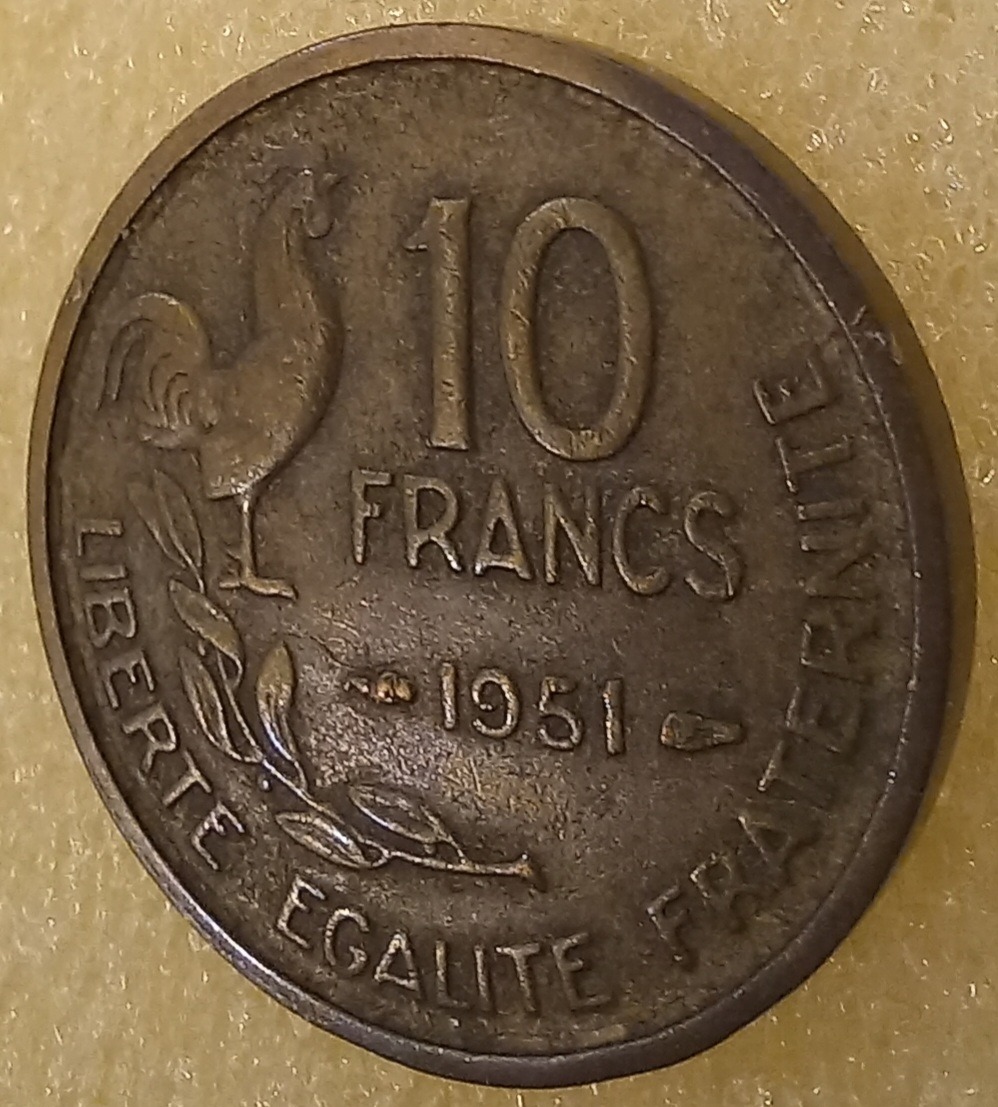 10
FRANCS
1951
LIBERTE EGALITE FRATERNITE